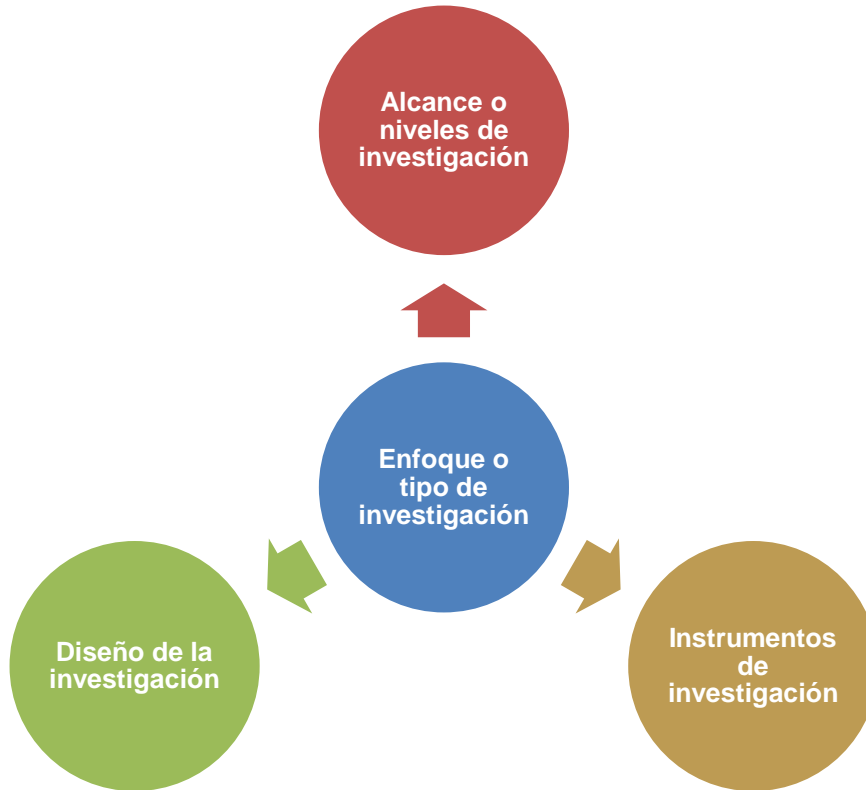 Alcance o
niveles de
investigación
Enfoque o
tipo de
investigación
Diseño de la
investigación
Instrumentos
de
investigación